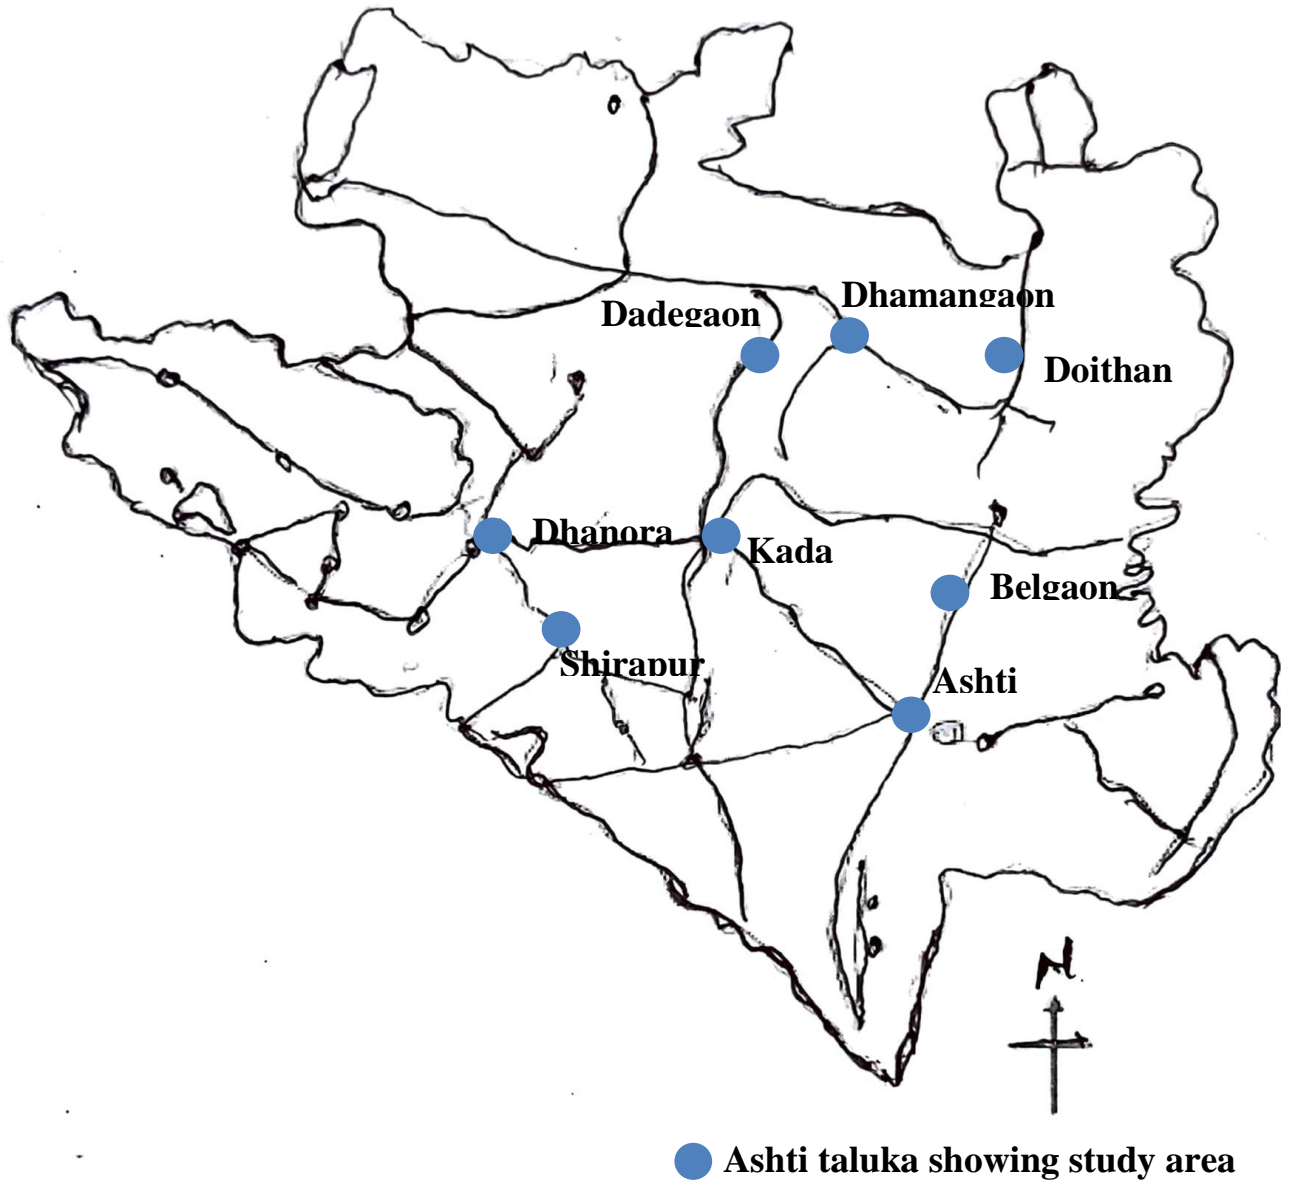 Dhamangaon
Dadegaon
Doithan
Dhanora
Kada
Belgaon
Shirapur
Ashti
N
Ashti taluka showing study area